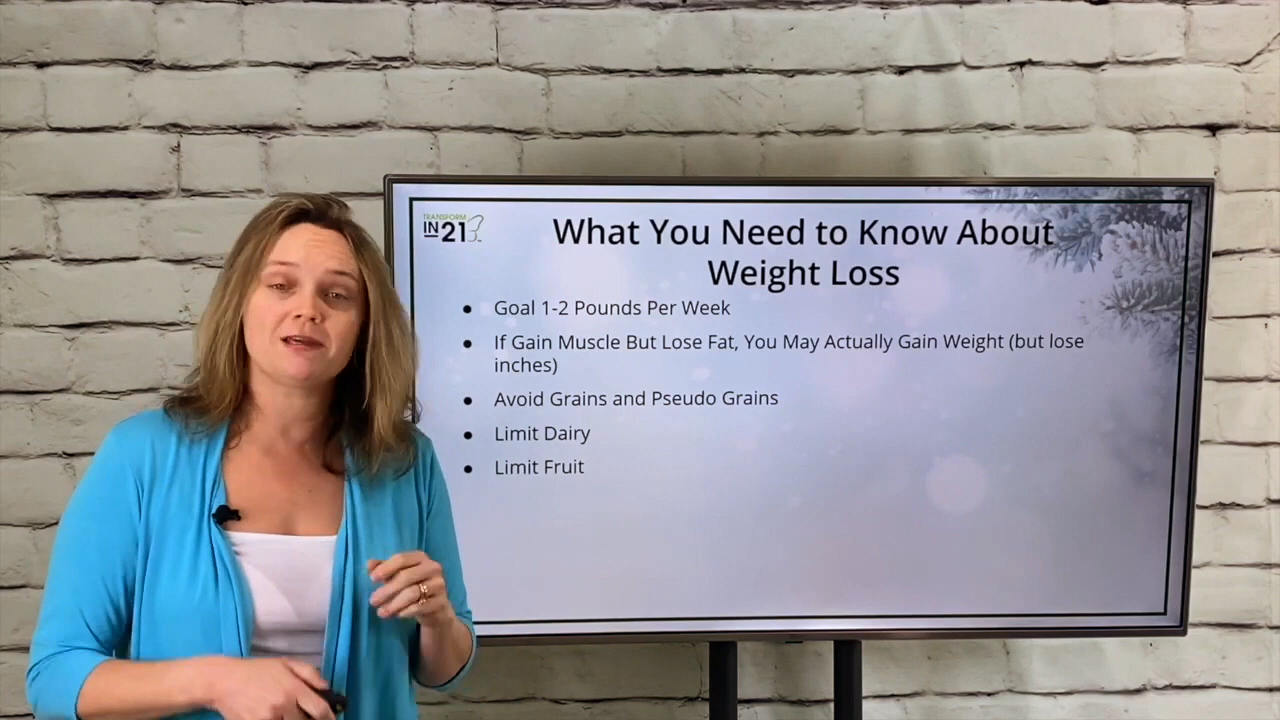 TRANSFORM
IN 21
What You Need to Know About
Weight Loss
● Goal 1-2 Pounds Per Week
● If Gain Muscle But Lose Fat, You May Actually Gain Weight (but lose
inches)
● Avoid Grains and Pseudo Grains
● Limit Dairy
● Limit Fruit